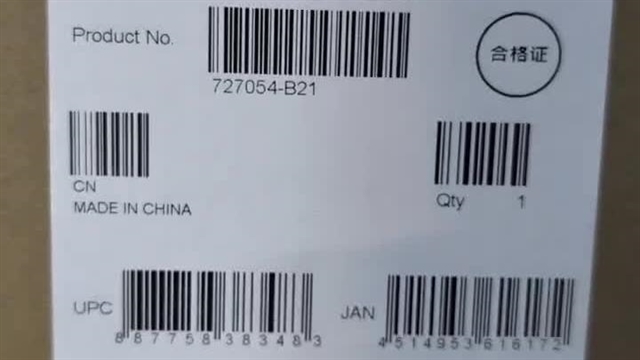 Product No.
727054-B21
合格证
CN
MADE IN CHINA
Qty 1
UPC 887758383483
JAN 4514953616172